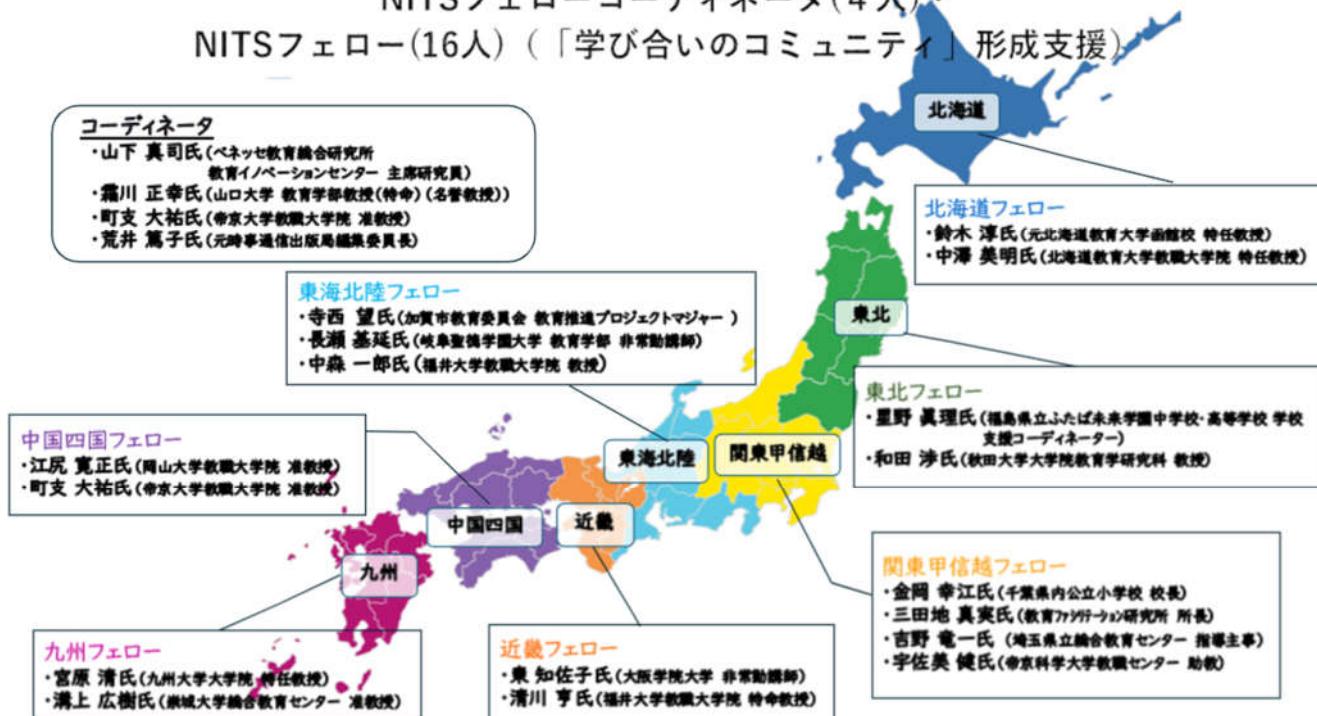 NITSフェローコーディネータ(4人)・
NITSフェロー(16人)(「学び合いのコミュニティ」形成支援)
コーディネータ
・山下 真司氏(ベネッセ教育総合研究所
教育イノベーションセンター 主席研究員)
・霜川 正幸氏(山口大学 教育学部教授(特命)(名誉教授))
・町支 大祐氏(帝京大学教職大学院 准教授)
・荒井 篤子氏(元時事通信出版局編集委員長)
北海道
北海道フェロー
・鈴木 淳氏(元北海道教育大学函館校 特任教授)
・中澤 美明氏(北海道教育大学教職大学院 特任教授)
東海北陸フェロー
・寺西 望氏(加賀市教育委員会 教育推進プロジェクトマジャー )
・長瀬 基延氏(岐阜聖徳学園大学 教育学部 非常勤講師)
・中森 一郎氏(福井大学教職大学院 教授)
東北
東北フェロー
・星野 眞理氏(福島県立ふたば未来学園中学校・高等学校 学校
支援コーディネーター)
・和田 渉氏(秋田大学大学院教育学研究科 教授)
中国四国フェロー
・江尻 寛正氏(岡山大学教職大学院 准教授)
・町支 大祐氏(帝京大学教職大学院 准教授)
東海北陸
関東甲信越
中国四国
近畿
九州
関東甲信越フェロー
・金岡 幸江氏(千葉県内公立小学校 校長)
・三田地 真実氏(教育ファシリテーション研究所 所長)
・吉野 竜一氏 (埼玉県立総合教育センター 指導主事)
・宇佐美 健氏(帝京科学大学教職センター 助教)
九州フェロー
・宮原 清氏(九州大学大学院 特任教授)
・溝上 広樹氏(崇城大学総合教育センター 准教授)
近畿フェロー
・東 知佐子氏(大阪学院大学 非常勤講師)
・清川 亨氏(福井大学教職大学院 特命教授)